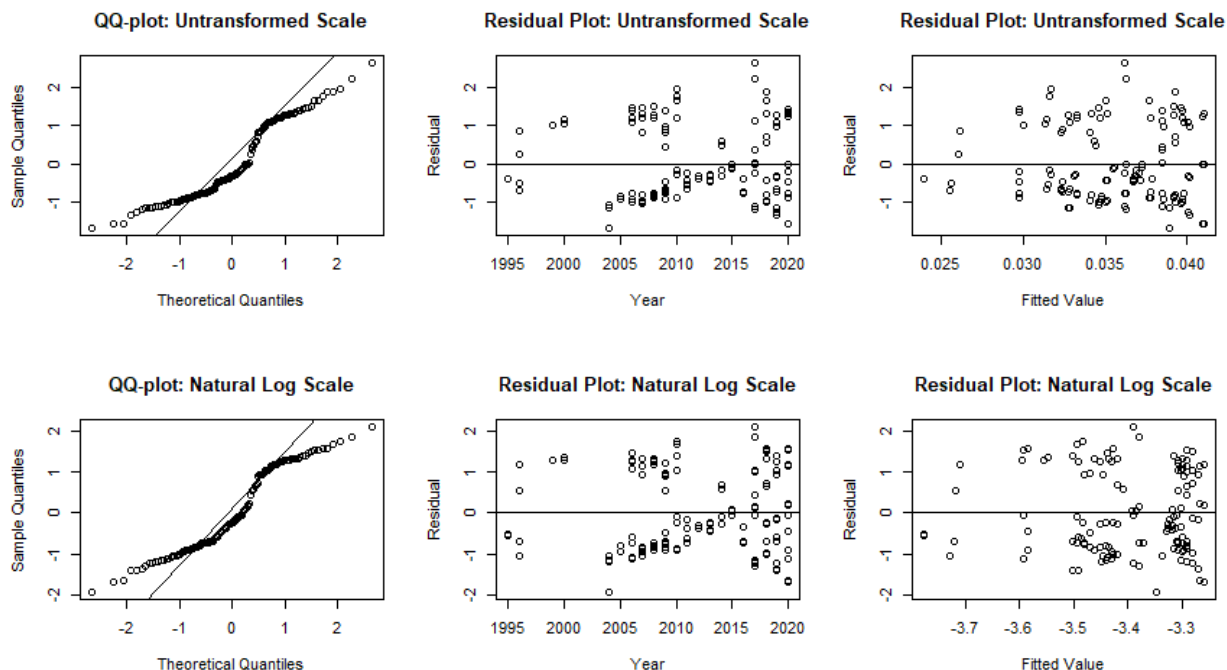 QQ-plot: Untransformed Scale
Sample Quantiles
2
1
0
-1
-2 -1 0 1 2
Theoretical Quantiles
Residual Plot: Untransformed Scale
Residual
2
1
0
-1
1995 2000 2005 2010 2015 2020
Year
Residual Plot: Untransformed Scale
Residual
2
1
0
-1
0.025 0.030 0.035 0.040
Fitted Value
QQ-plot: Natural Log Scale
Sample Quantiles
2
1
0
-1
-2
-2 -1 0 1 2
Theoretical Quantiles
Residual Plot: Natural Log Scale
Residual
2
1
0
-1
-2
1995 2000 2005 2010 2015 2020
Year
Residual Plot: Natural Log Scale
Residual
2
1
0
-1
-2
-3.7 -3.6 -3.5 -3.4 -3.3
Fitted Value